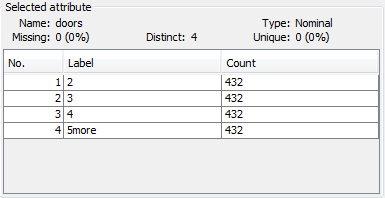 Selected attribute
Name: doors Type: Nominal
Missing: 0 (0%) Distinct: 4 Unique: 0 (0%)
No. Label Count
1 2 432
2 3 432
3 4 432
4 5more 432